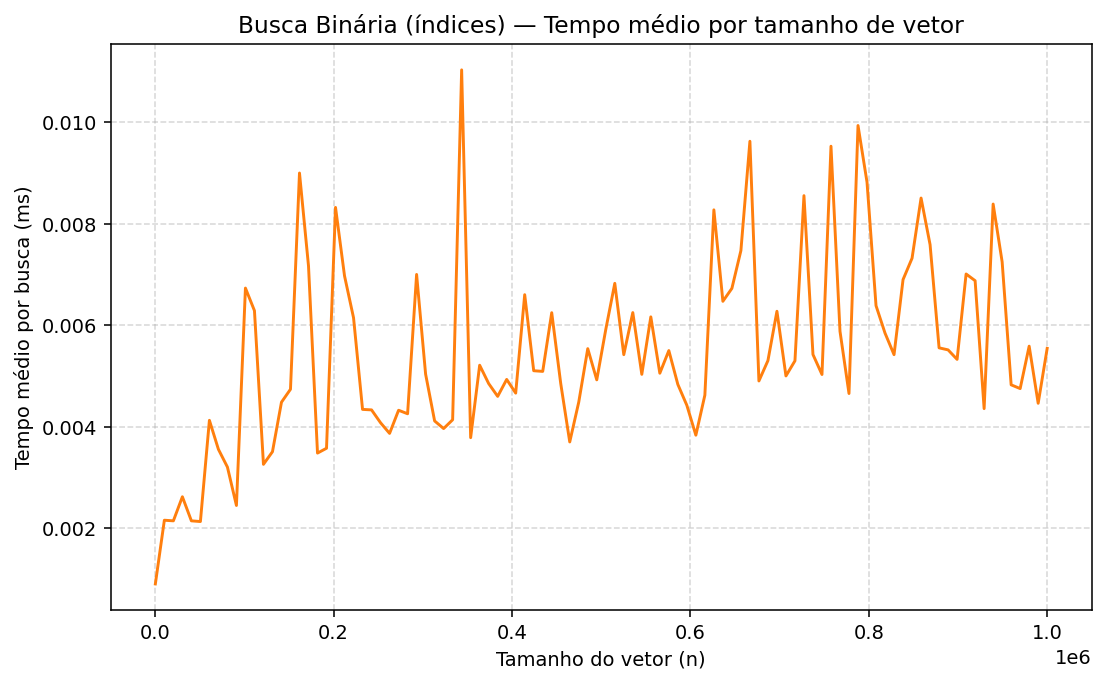 Busca Binária (índices) — Tempo médio por tamanho de vetor
Tempo médio por busca (ms)
0.010
0.008
0.006
0.004
0.002
0.0 0.2 0.4 0.6 0.8 1.0
1e6
Tamanho do vetor (n)